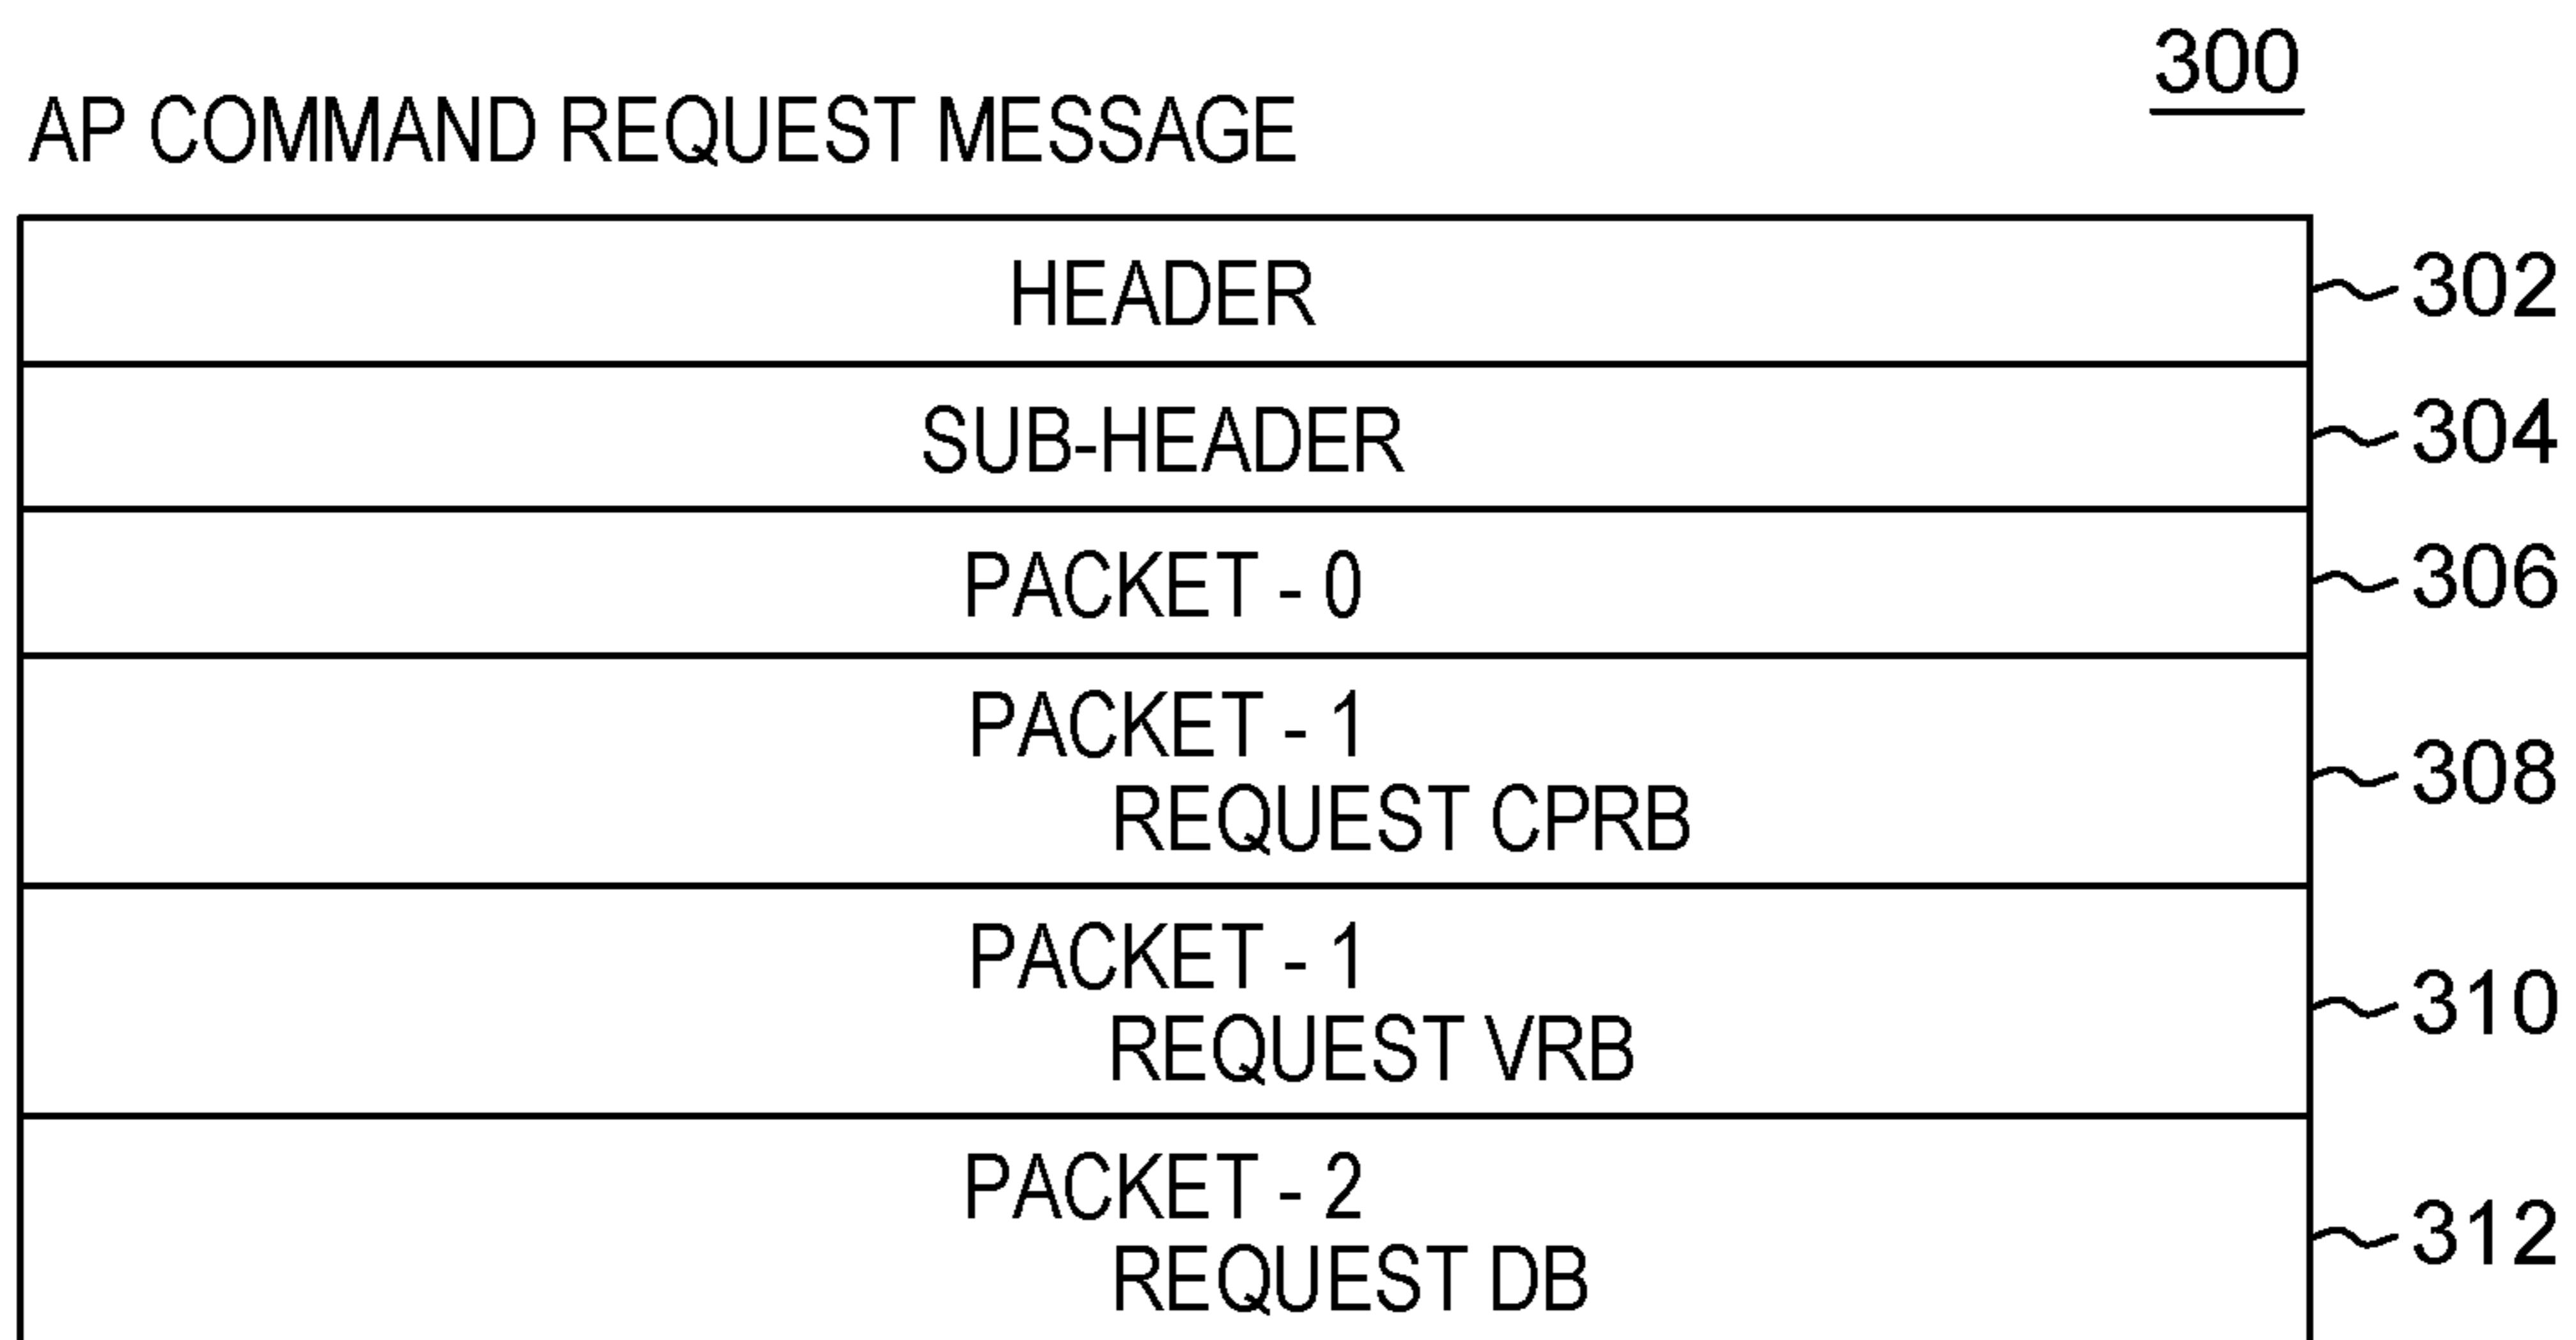 300
AP COMMAND REQUEST MESSAGE
HEADER
302
SUB-HEADER
304
PACKET - 0
306
PACKET - 1
REQUEST CPRB
308
PACKET - 1
REQUEST VRB
310
PACKET - 2
REQUEST DB
312